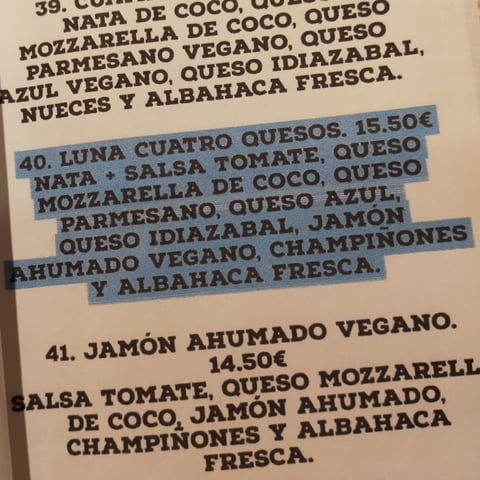 39.
NATA DE COCO, QUESO
MOZZARELLA DE COCO, QUESO
PARMESANO VEGANO, QUESO
AZUL VEGANO, QUESO IDIAZABAL,
NUECES Y ALBAHACA FRESCA.
40. LUNA CUATRO QUESOS. 15.50€
NATA + SALSA TOMATE, QUESO
MOZZARELLA DE COCO, QUESO
PARMESANO, QUESO AZUL,
QUESO IDIAZABAL, JAMÓN
AHUMADO VEGANO, CHAMPIÑONES
Y ALBAHACA FRESCA.
41. JAMÓN AHUMADO VEGANO.
14.50€
SALSA TOMATE, QUESO MOZZARELL
DE COCO, JAMÓN AHUMADO,
CHAMPIÑONES Y ALBAHACA
FRESCA.